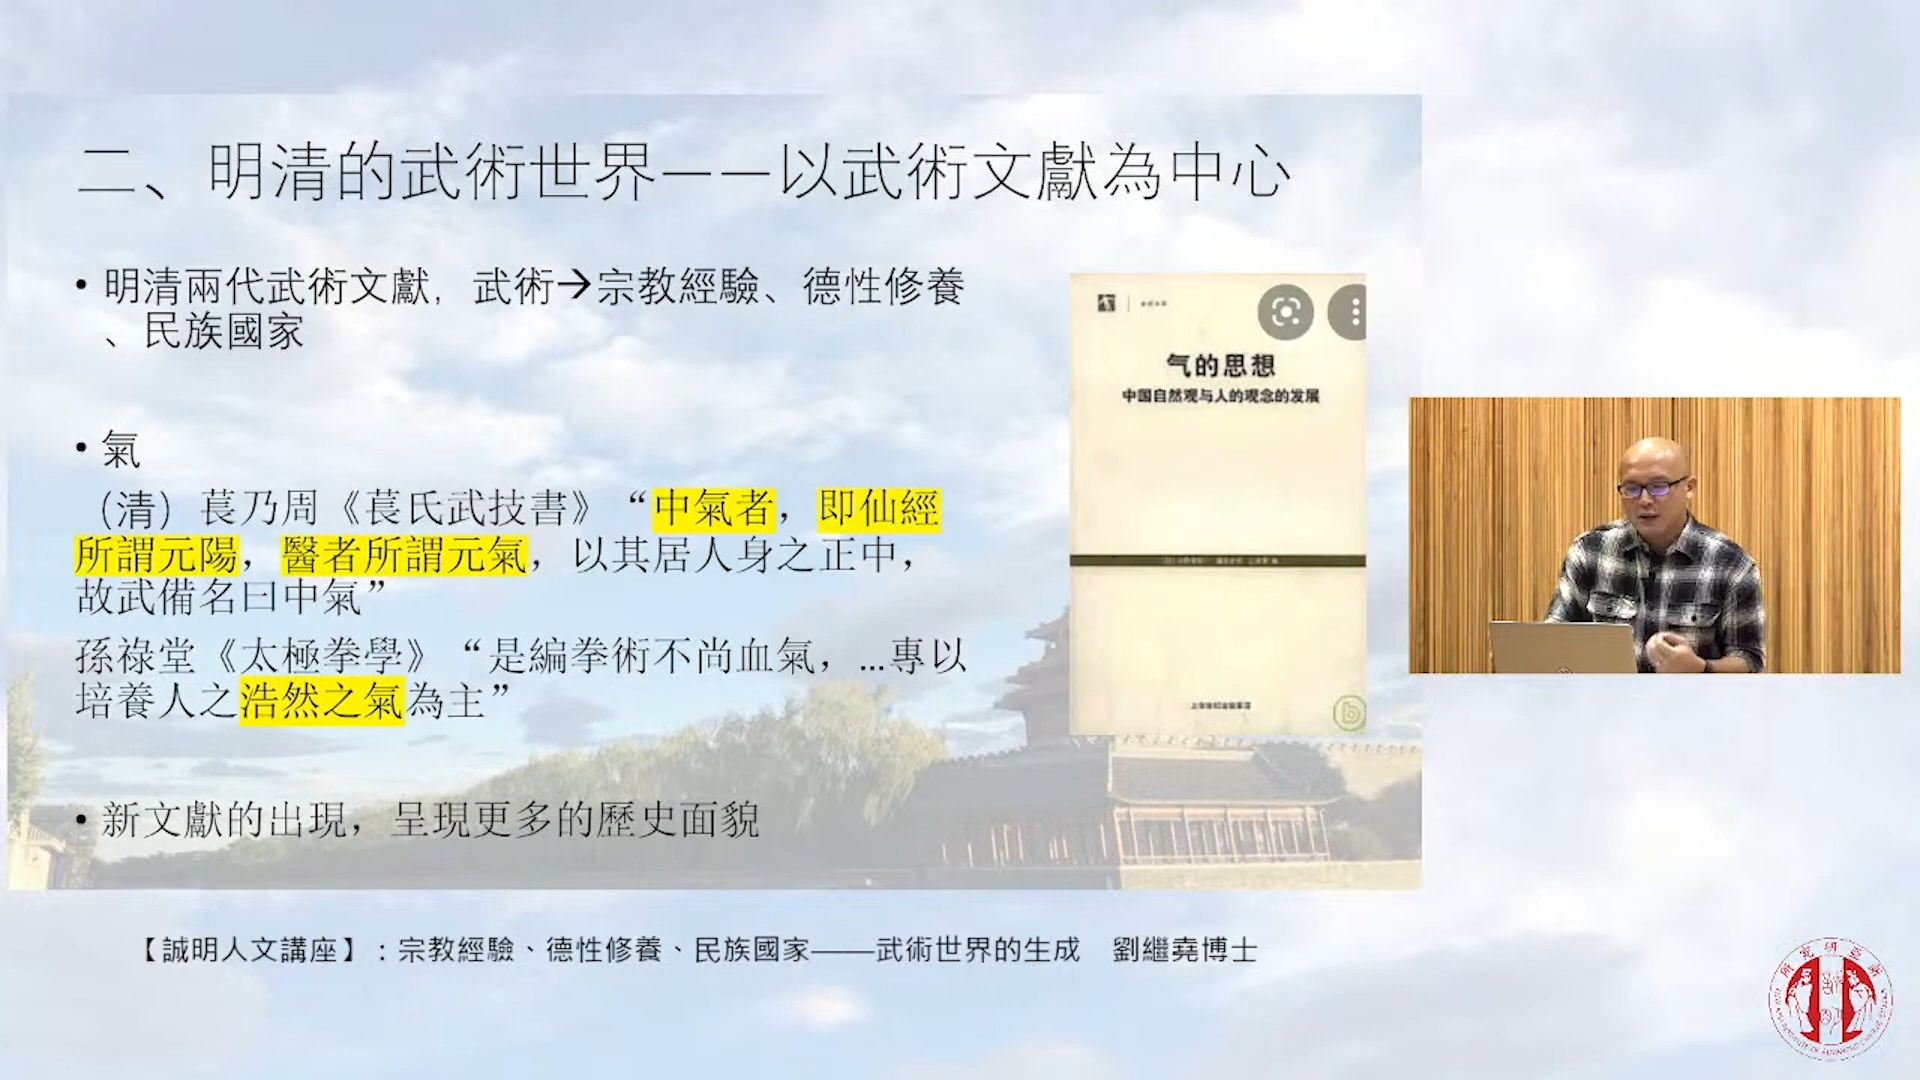 二、明清的武術世界——以武術文獻為中心
• 明清兩代武術文獻，武術→宗教經驗、德性修養
、民族國家
• 氣
（清）萇乃周《萇氏武技書》“中氣者，即仙經
所謂元陽，醫者所謂元氣，以其居人身之正中，
故武備名曰中氣”
孫祿堂《太極拳學》“是編拳術不尚血氣，...專以
培養人之浩然之氣為主”
• 新文獻的出現，呈現更多的歷史面貌
气的思想
中国自然观与人的观念的发展
【誠明人文講座】：宗教經驗、德性修養、民族國家——武術世界的生成　劉繼堯博士